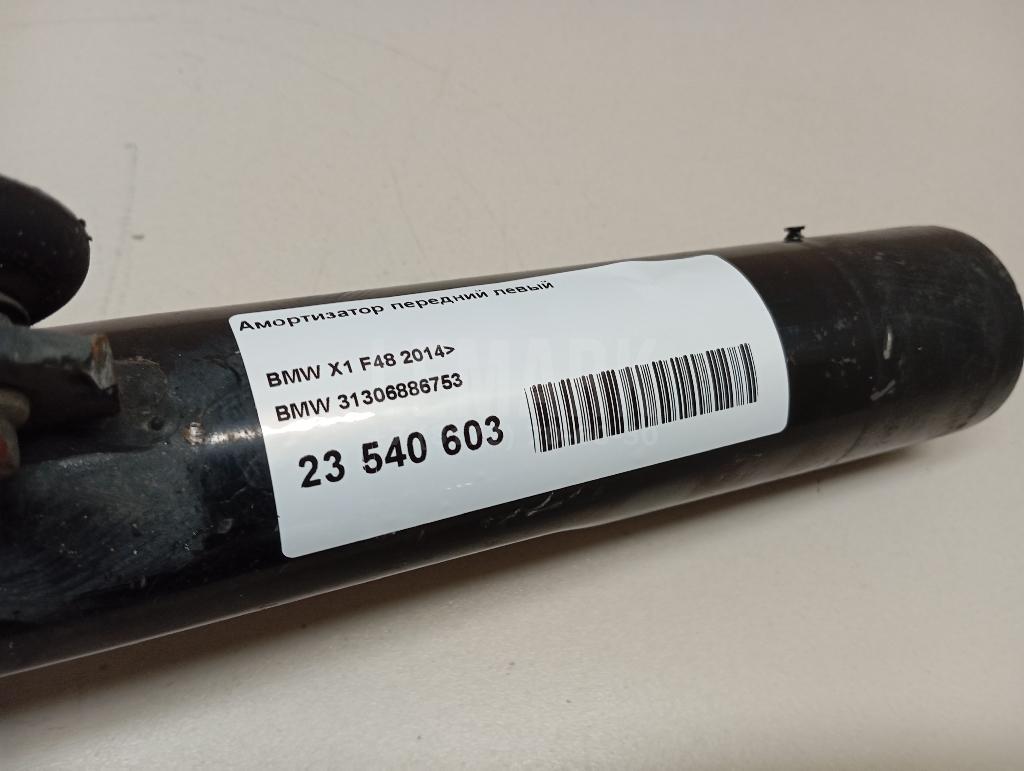 Амортизатор передний левый
BMW X1 F48 2014>
BMW 31306886753
23 540 603